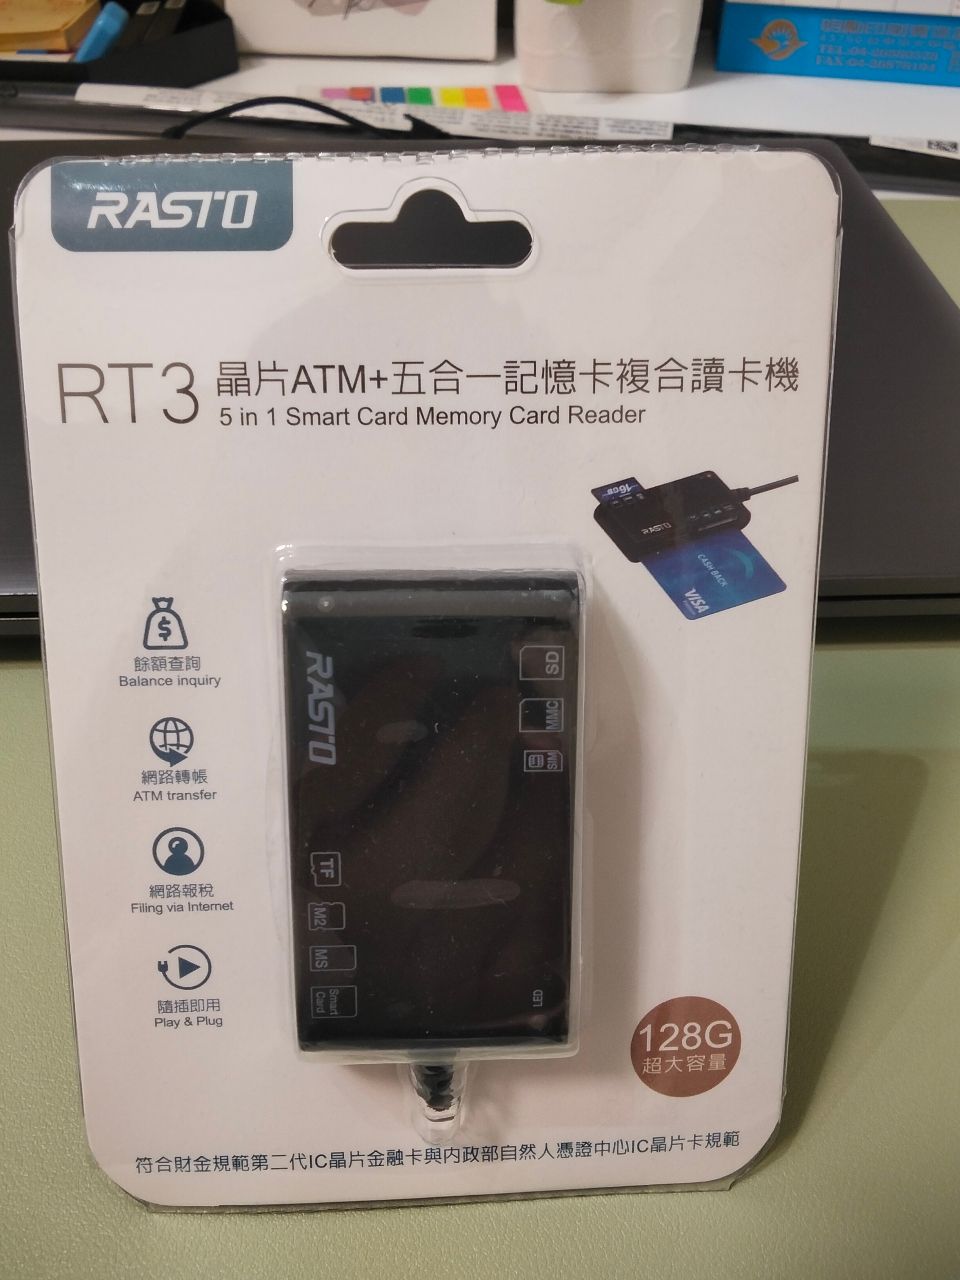 RASTO
RT3
晶片ATM+五合一記憶卡複合讀卡機
5 in 1 Smart Card Memory Card Reader
16GB
RASTO
CASH BACK
VISA
餘額查詢
Balance inquiry
網路轉帳
ATM transfer
網路報稅
Filing via Internet
隨插即用
Play & Plug
RASTO
SD
MMC
SIM
TF
M2
MS
Smart
Card
LED
128G
超大容量
符合財金規範第二代IC晶片金融卡與內政部自然人憑證中心IC晶片卡規範